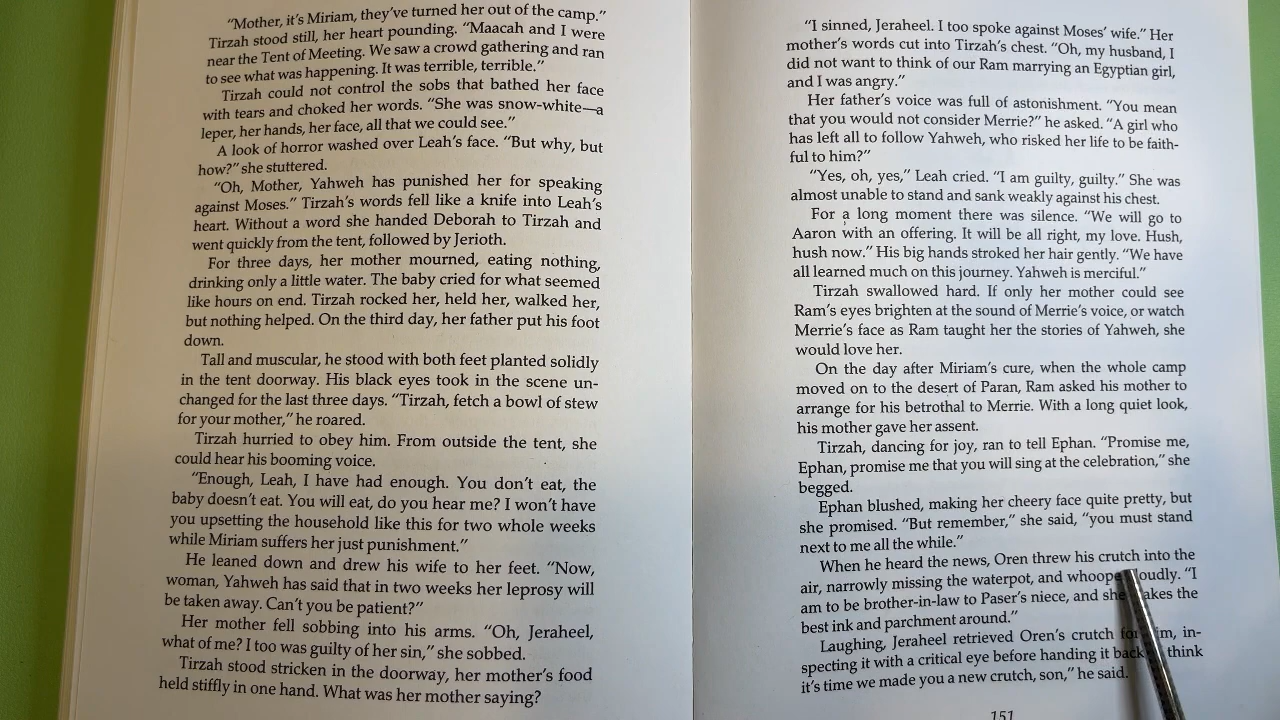 "Mother, it's Miriam, they've turned her out of the camp."
Tirzah stood still, her heart pounding. "Maacah and I were
near the Tent of Meeting. We saw a crowd gathering and ran
to see what was happening. It was terrible, terrible."
Tirzah could not control the sobs that bathed her face
with tears and choked her words. "She was snow-white—a
leper, her hands, her face, all that we could see."
A look of horror washed over Leah's face. "But why, but
how?" she stuttered.
"Oh, Mother, Yahweh has punished her for speaking
against Moses." Tirzah's words fell like a knife into Leah's
heart. Without a word she handed Deborah to Tirzah and
went quickly from the tent, followed by Jerioth.
For three days, her mother mourned, eating nothing,
drinking only a little water. The baby cried for what seemed
like hours on end. Tirzah rocked her, held her, walked her,
but nothing helped. On the third day, her father put his foot
down.
Tall and muscular, he stood with both feet planted solidly
in the tent doorway. His black eyes took in the scene un-
changed for the last three days. "Tirzah, fetch a bowl of stew
for your mother," he roared.
Tirzah hurried to obey him. From outside the tent, she
could hear his booming voice.
"Enough, Leah, I have had enough. You don't eat, the
baby doesn't eat. You will eat, do you hear me? I won't have
you upsetting the household like this for two whole weeks
while Miriam suffers her just punishment."
He leaned down and drew his wife to her feet. "Now,
woman, Yahweh has said that in two weeks her leprosy will
be taken away. Can't you be patient?"
Her mother fell sobbing into his arms. "Oh, Jeraheel,
what of me? I too was guilty of her sin," she sobbed.
Tirzah stood stricken in the doorway, her mother's food
held stiffly in one hand. What was her mother saying?
"I sinned, Jeraheel. I too spoke against Moses' wife." Her
mother's words cut into Tirzah's chest. "Oh, my husband, I
did not want to think of our Ram marrying an Egyptian girl,
and I was angry."
Her father's voice was full of astonishment. "You mean
that you would not consider Merrie?" he asked. "A girl who
has left all to follow Yahweh, who risked her life to be faith-
ful to him?"
"Yes, oh, yes," Leah cried. "I am guilty, guilty." She was
almost unable to stand and sank weakly against his chest.
For a long moment there was silence. "We will go to
Aaron with an offering. It will be all right, my love. Hush,
hush now." His big hands stroked her hair gently. "We have
all learned much on this journey. Yahweh is merciful."
Tirzah swallowed hard. If only her mother could see
Ram's eyes brighten at the sound of Merrie's voice, or watch
Merrie's face as Ram taught her the stories of Yahweh, she
would love her.
On the day after Miriam's cure, when the whole camp
moved on to the desert of Paran, Ram asked his mother to
arrange for his betrothal to Merrie. With a long quiet look,
his mother gave her assent.
Tirzah, dancing for joy, ran to tell Ephan. "Promise me,
Ephan, promise me that you will sing at the celebration," she
begged.
Ephan blushed, making her cheery face quite pretty, but
she promised. "But remember," she said, "you must stand
next to me all the while."
When he heard the news, Oren threw his crutch into the
air, narrowly missing the waterpot, and whoope loudly. "I
am to be brother-in-law to Paser's niece, and she akes the
best ink and parchment around."
Laughing, Jeraheel retrieved Oren's crutch for im, in-
specting it with a critical eye before handing it back think
it's time we made you a new crutch, son," he said.
151